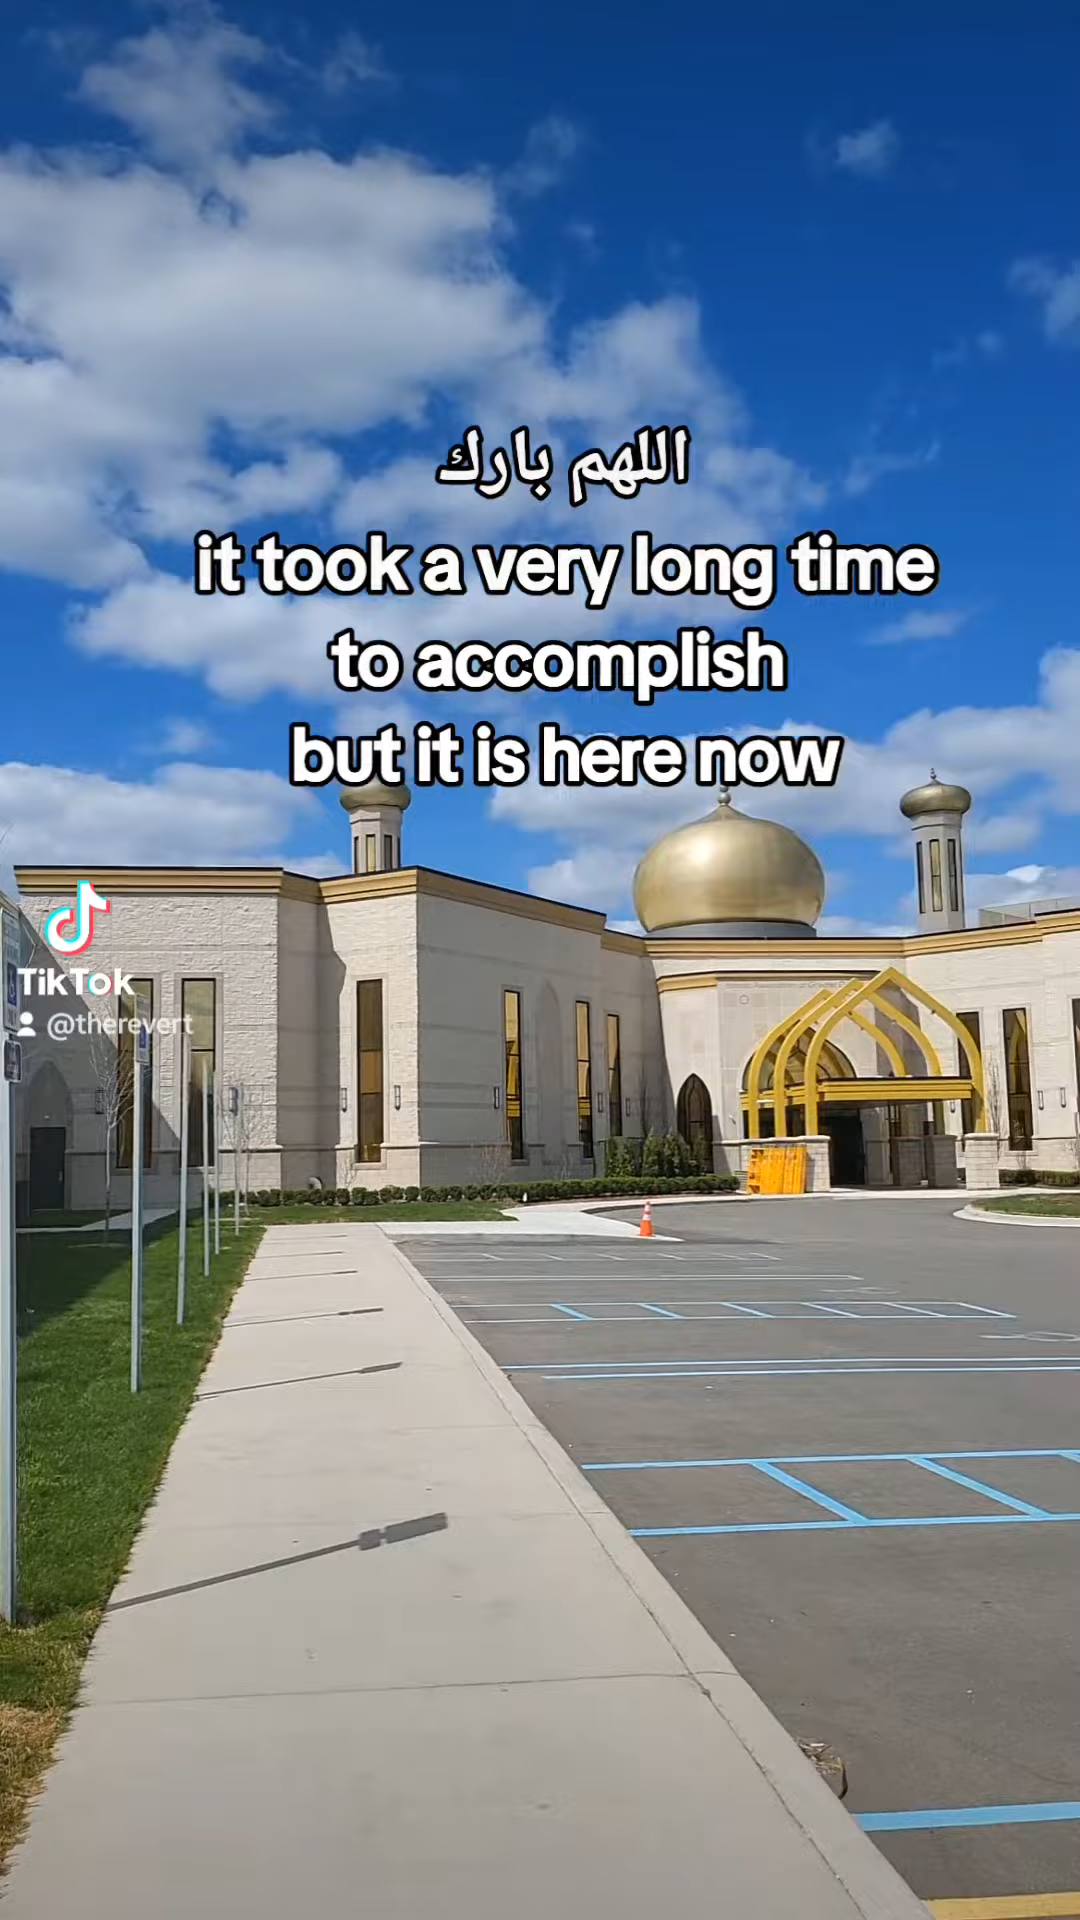 اللهم بارك
it took a very long time
to accomplish
but it is here now
TikTok
@therevert